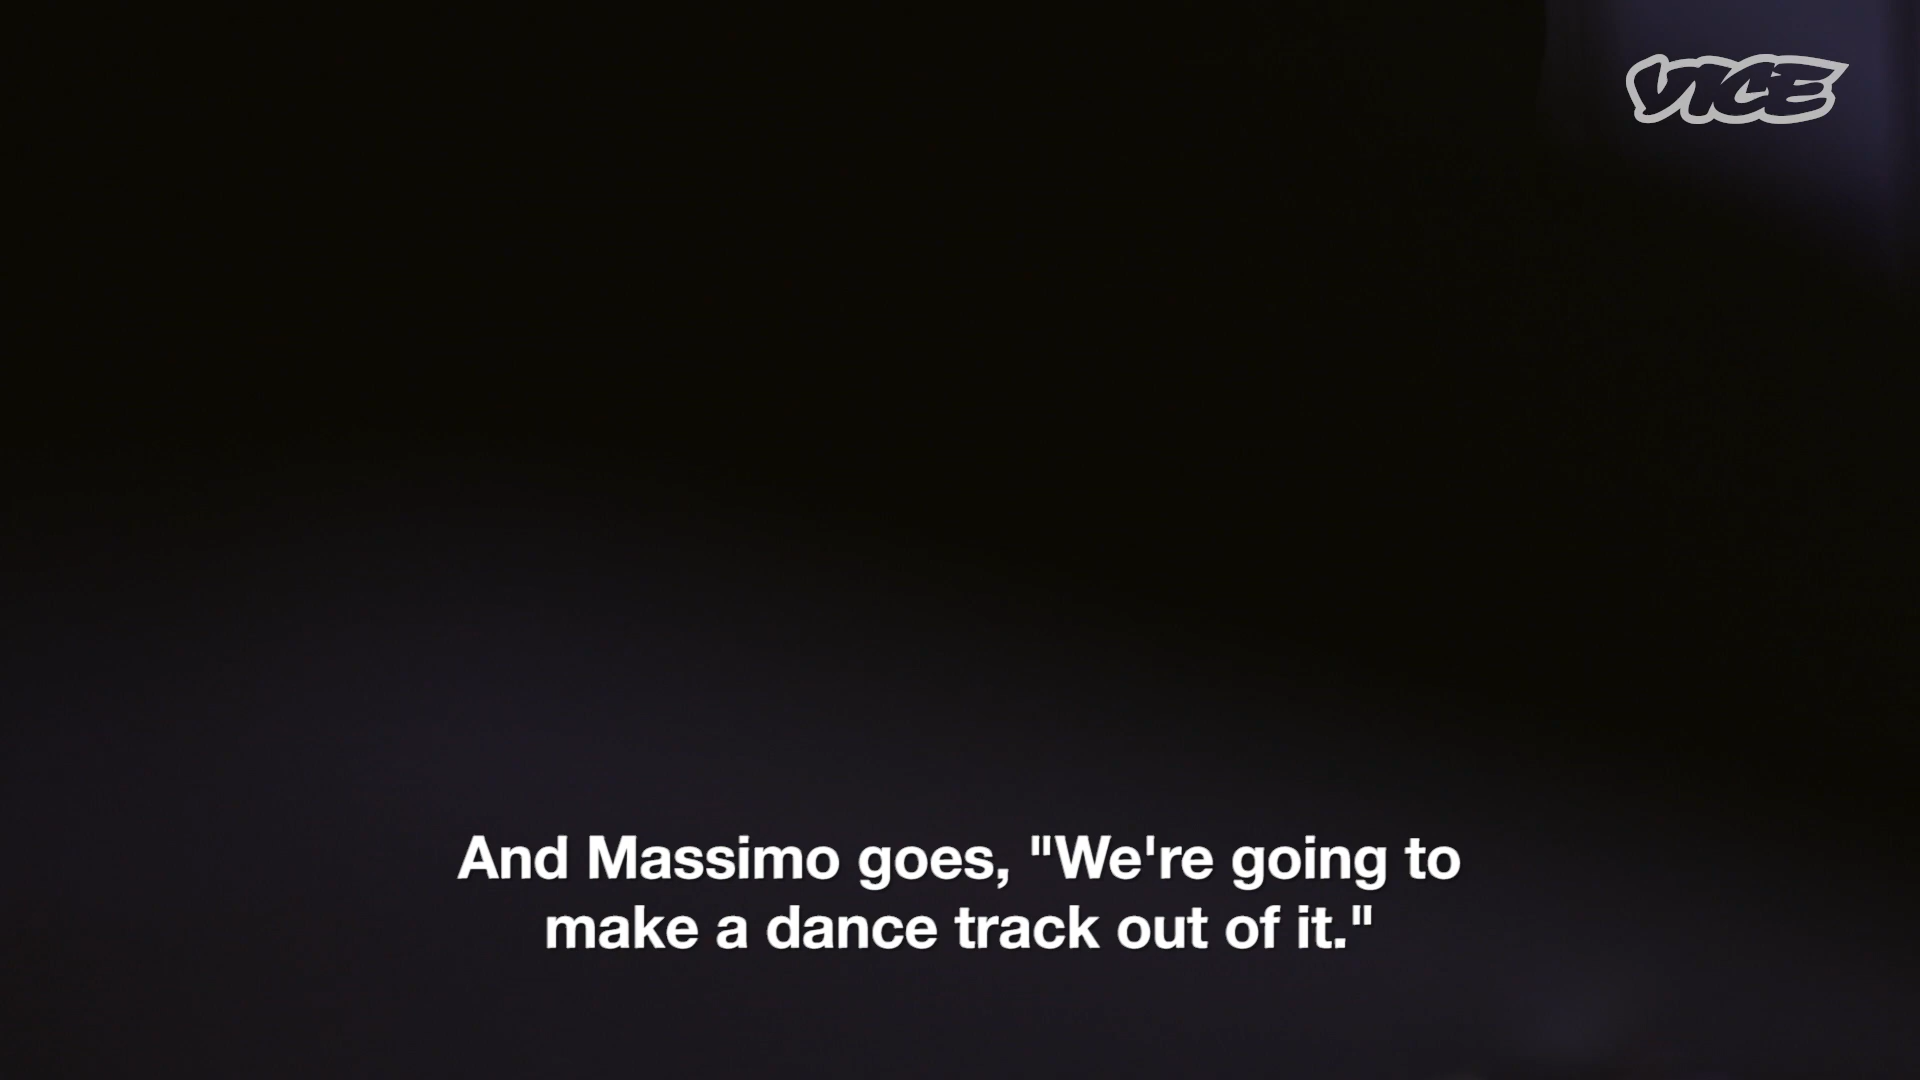 VICE
And Massimo goes, "We're going to
make a dance track out of it."